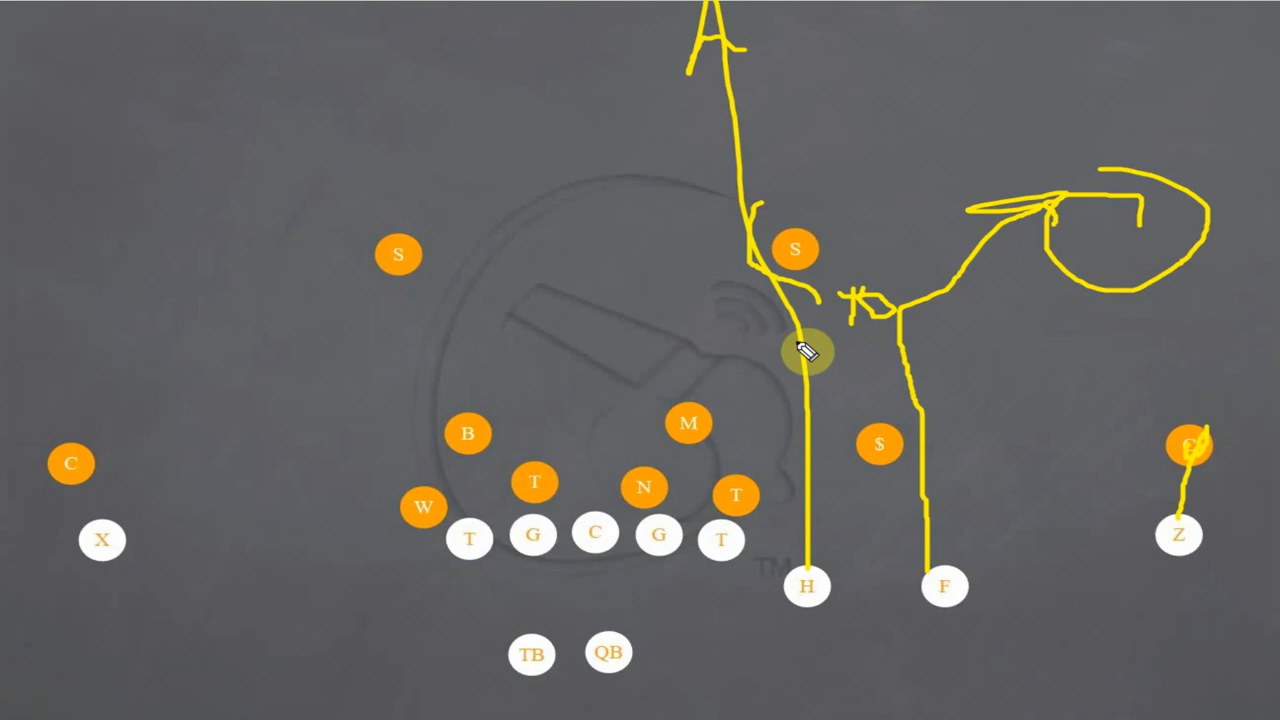 A
S S
B M $
C W T N T
X T G C G T Z
TM
H F
TB QB